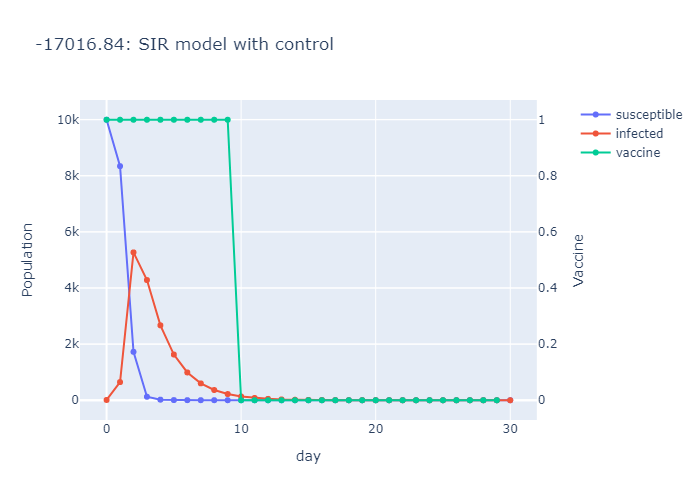 -17016.84: SIR model with control
susceptible
infected
vaccine
10k
8k
6k
4k
2k
0
Population
1
0.8
0.6
0.4
0.2
0
Vaccine
0
10
20
30
day